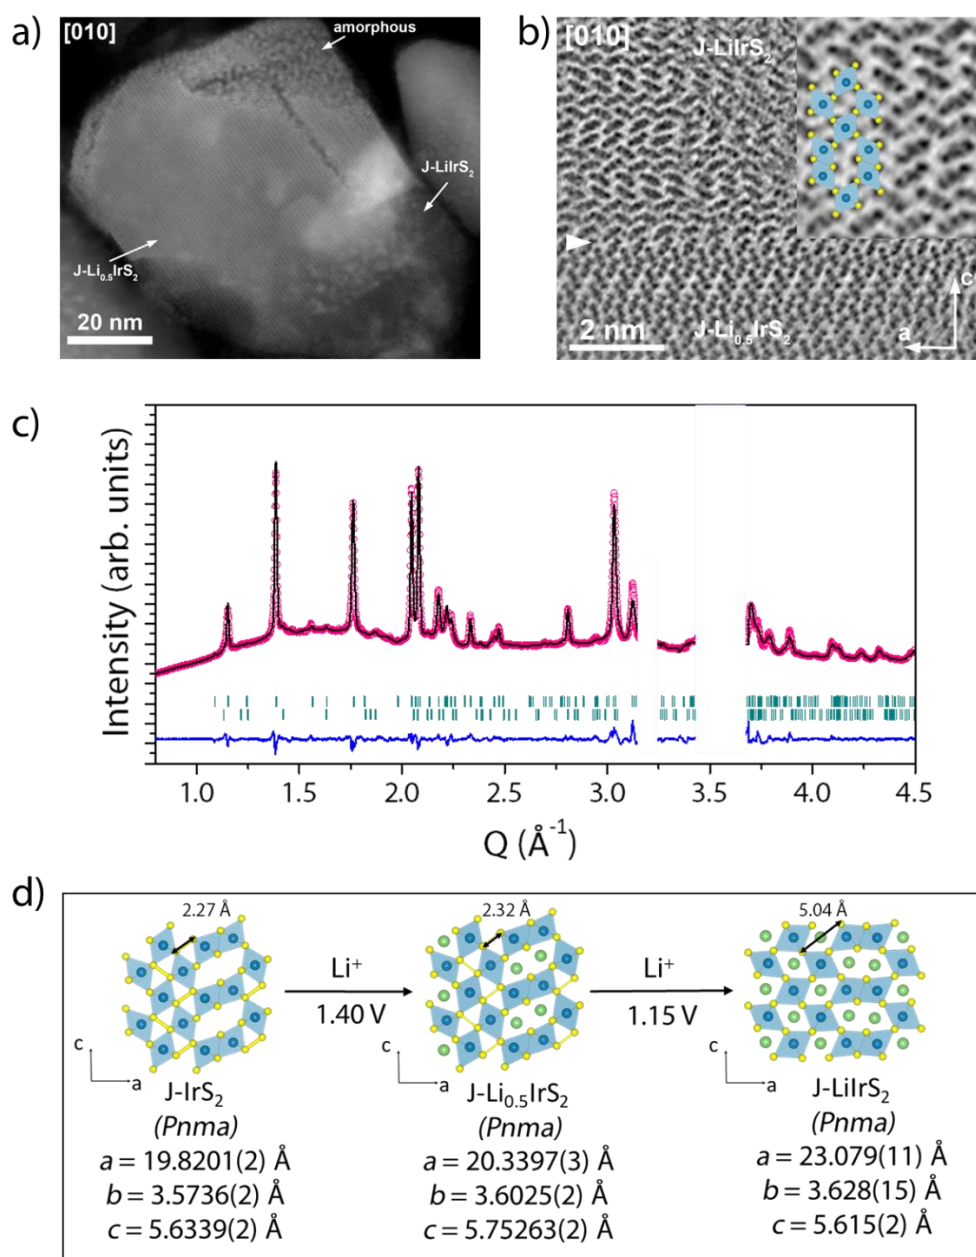 a)
[010]
amorphous
J-LiIrS₂
J-Li₀.₅IrS₂
20 nm
b)
[010]
J-LiIrS₂
c
a
2 nm
J-Li₀.₅IrS₂
c)
Intensity (arb. units)
1.0 1.5 2.0 2.5 3.0 3.5 4.0 4.5
Q (Å⁻¹)
d)
2.27 Å
2.32 Å
5.04 Å
Li⁺
1.40 V
Li⁺
1.15 V
c
a
c
a
c
a
J-IrS₂
(Pnma)
a = 19.8201(2) Å
b = 3.5736(2) Å
c = 5.6339(2) Å
J-Li₀.₅IrS₂
(Pnma)
a = 20.3397(3) Å
b = 3.6025(2) Å
c = 5.75263(2) Å
J-LiIrS₂
(Pnma)
a = 23.079(11) Å
b = 3.628(15) Å
c = 5.615(2) Å